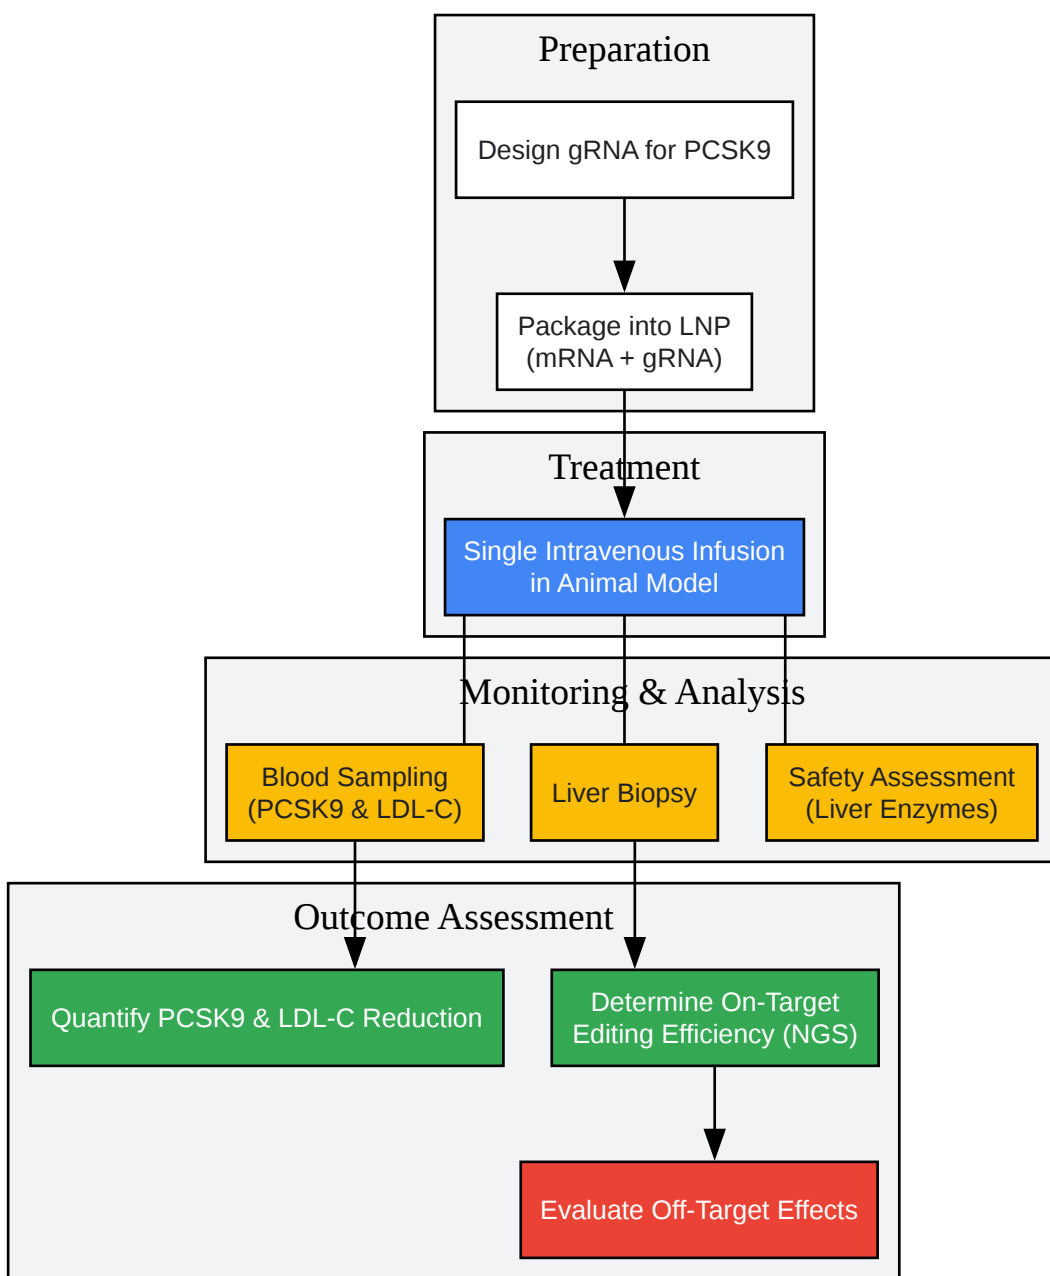 Preparation
Design gRNA for PCSK9
Package into LNP
(mRNA + gRNA)
Treatment
Single Intravenous Infusion
in Animal Model
Monitoring & Analysis
Blood Sampling
(PCSK9 & LDL-C)
Liver Biopsy
Safety Assessment
(Liver Enzymes)
Outcome Assessment
Quantify PCSK9 & LDL-C Reduction
Determine On-Target
Editing Efficiency (NGS)
Evaluate Off-Target Effects